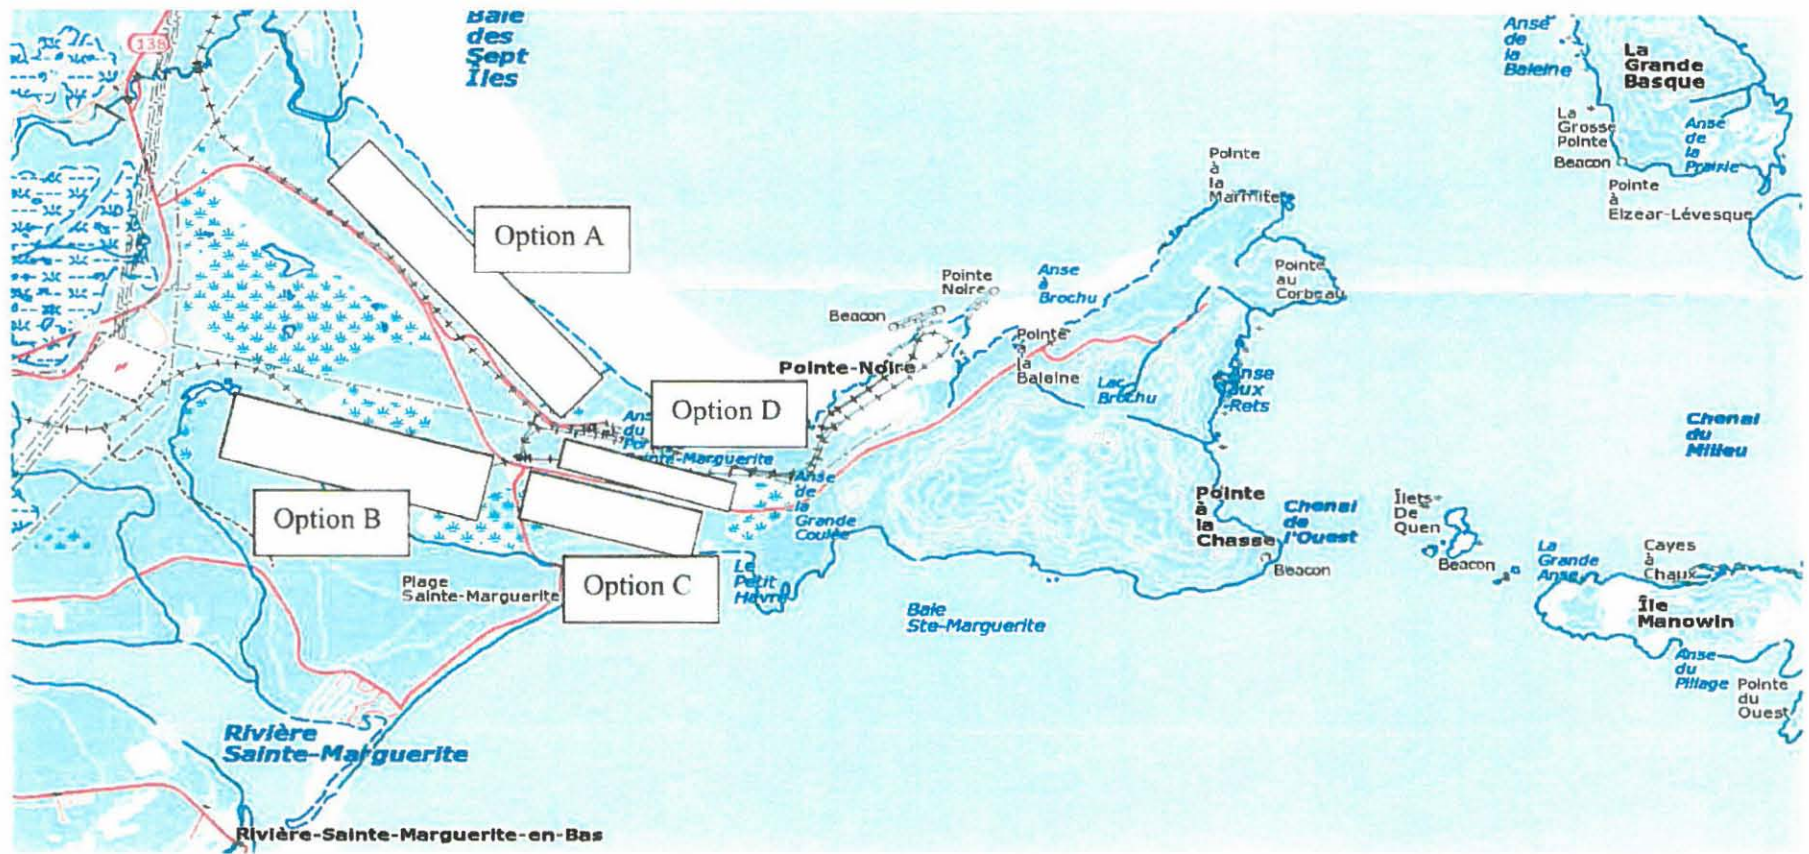 Baie
des
Sept
Îles
138
Anse
de
la
Baleine
La
Grande
Basque
La
Grosse
Pointe
Beacon
Anse
de
la
Prairie
Pointe
à
Elzéar-Lévesque
Pointe
à
la
Marmite
Option A
Pointe
Noire
Beacon
Anse
à
Brochu
Pointe
au
Corbeau
Pointe-Noire
Pointe
à
la
Baleine
Lac
Brochu
Anse
aux
Rets
Option D
du
Sainte-Marguerite
Chenal
du
Milieu
Option B
Anse
de
la
Grande
Coulée
Pointe
à
la
Chasse
Chenal
de
l'Ouest
Beacon
Îlets
De
Quen
Beacon
La
Grande
Anse
Cayes
à
Chaux
Île
Manowin
Plage
Sainte-Marguerite
Option C
Le
Petit
Havre
Baie
Ste-Marguerite
Anse
du
Pillage
Pointe
du
Ouest
Rivière
Sainte-Marguerite
Rivière-Sainte-Marguerite-en-Bas